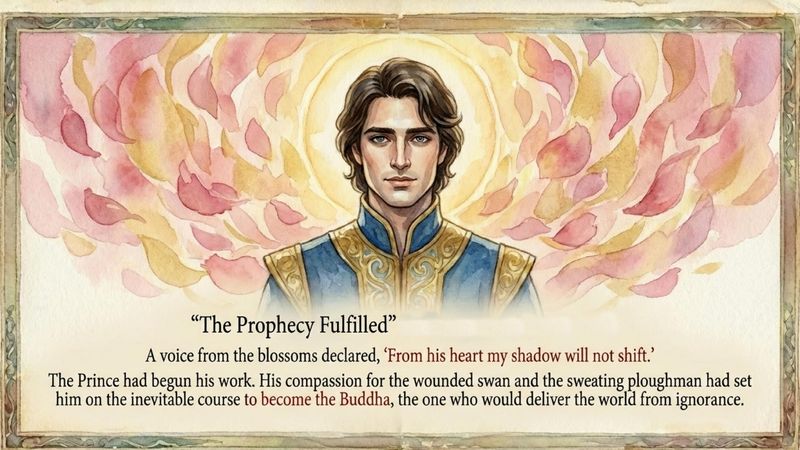 “The Prophecy Fulfilled”
A voice from the blossoms declared, ‘From his heart my shadow will not shift.’
The Prince had begun his work. His compassion for the wounded swan and the sweating ploughman had set
him on the inevitable course to become the Buddha, the one who would deliver the world from ignorance.